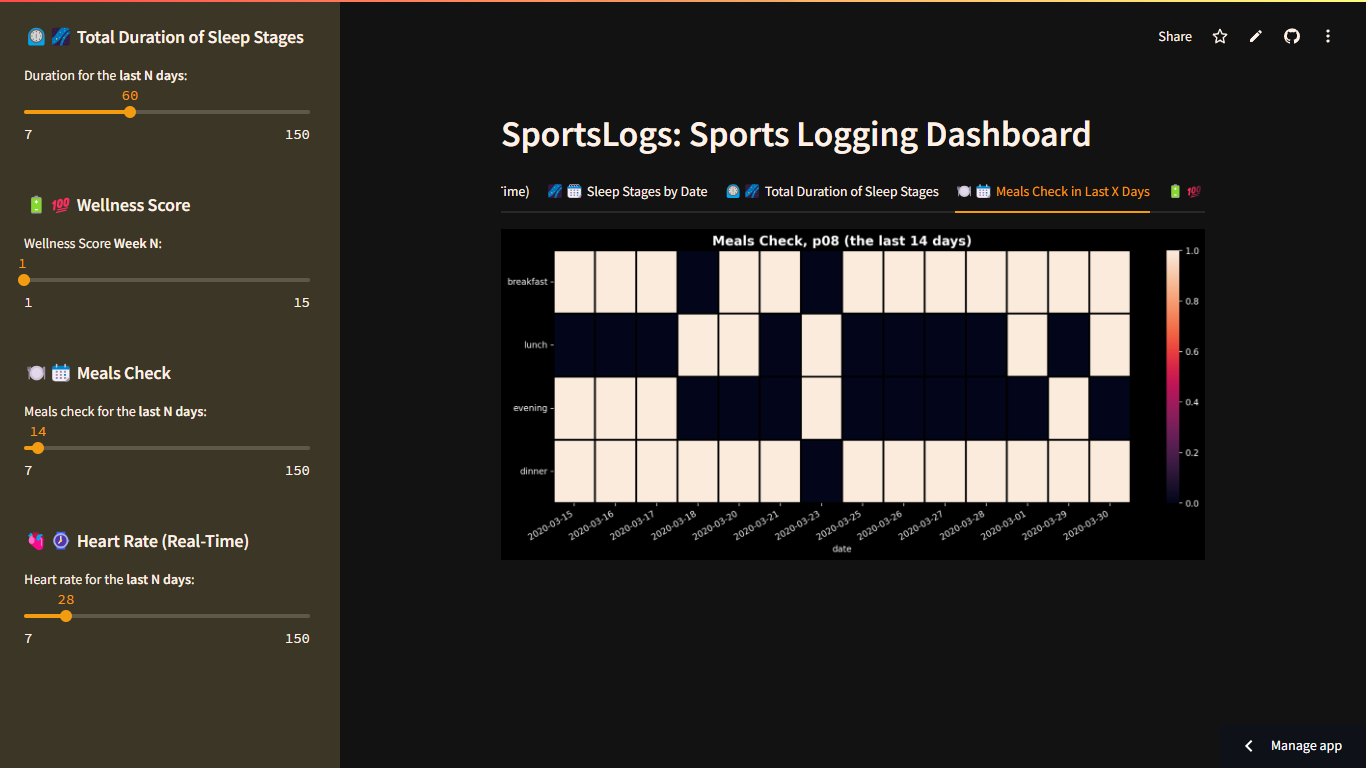 Total Duration of Sleep Stages
Duration for the last N days:
60
7 150
Wellness Score
Wellness Score Week N:
1
1 15
Meals Check
Meals check for the last N days:
14
7 150
Heart Rate (Real-Time)
Heart rate for the last N days:
28
7 150
Share
SportsLogs: Sports Logging Dashboard
Time) Sleep Stages by Date Total Duration of Sleep Stages Meals Check in Last X Days
Meals Check, p08 (the last 14 days)
breakfast
lunch
evening
dinner
2020-03-15 2020-03-16 2020-03-17 2020-03-18 2020-03-20 2020-03-21 2020-03-23 2020-03-25 2020-03-26 2020-03-27 2020-03-28 2020-03-01 2020-03-29 2020-03-30
date
1.0
0.8
0.6
0.4
0.2
0.0
Manage app